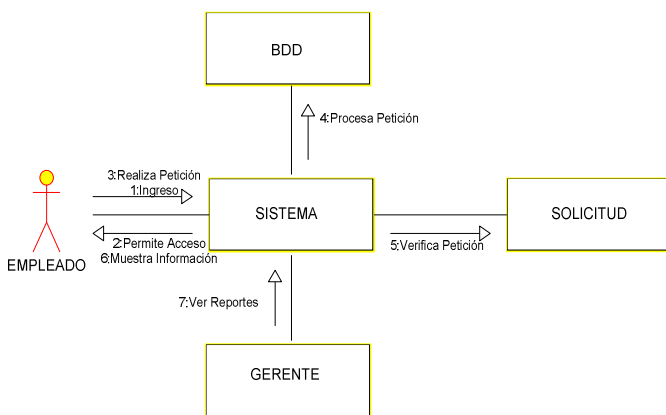 BDD
4:Procesa Petición
3:Realiza Petición
1:Ingreso
SISTEMA
SOLICITUD
2:Permite Acceso
6:Muestra Información
5:Verifica Petición
EMPLEADO
7:Ver Reportes
GERENTE